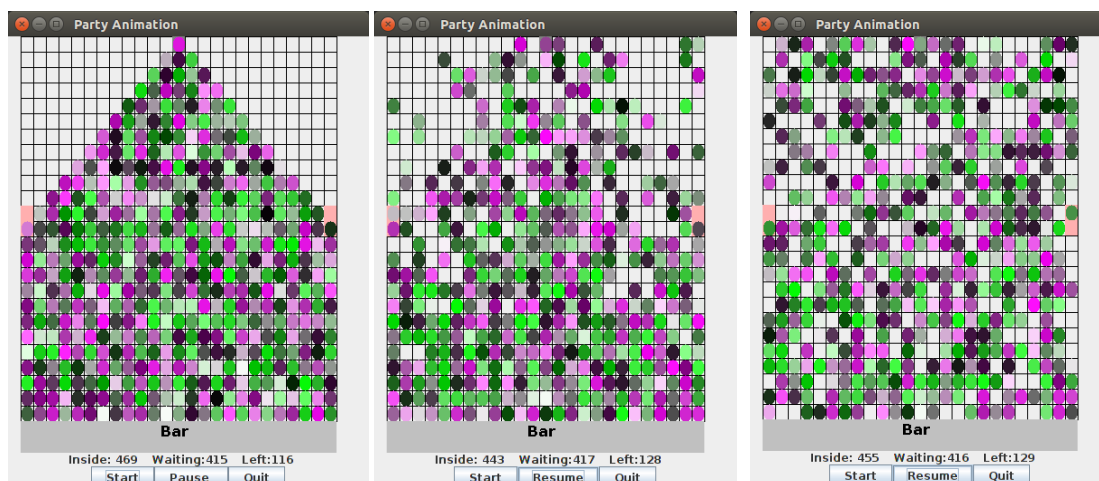 Party Animation
Bar
Inside: 469 Waiting:415 Left:116
Start Pause Quit
Party Animation
Bar
Inside: 443 Waiting:417 Left:128
Start Resume Quit
Party Animation
Bar
Inside: 455 Waiting:416 Left:129
Start Resume Quit